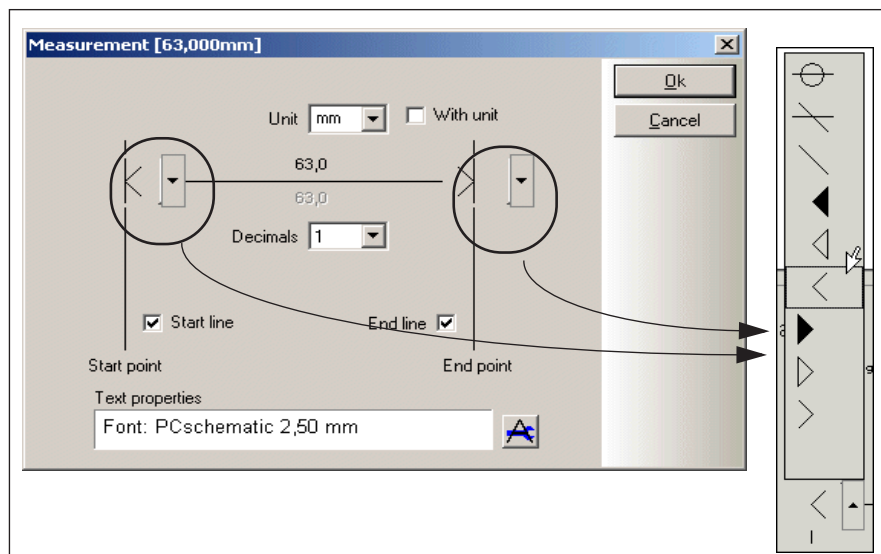 Measurement [63,000mm]
Ok
Unit mm With unit
Cancel
63,0
63,0
Decimals 1
Start line End line
Start point End point
Text properties
Font: PCschematic 2,50 mm